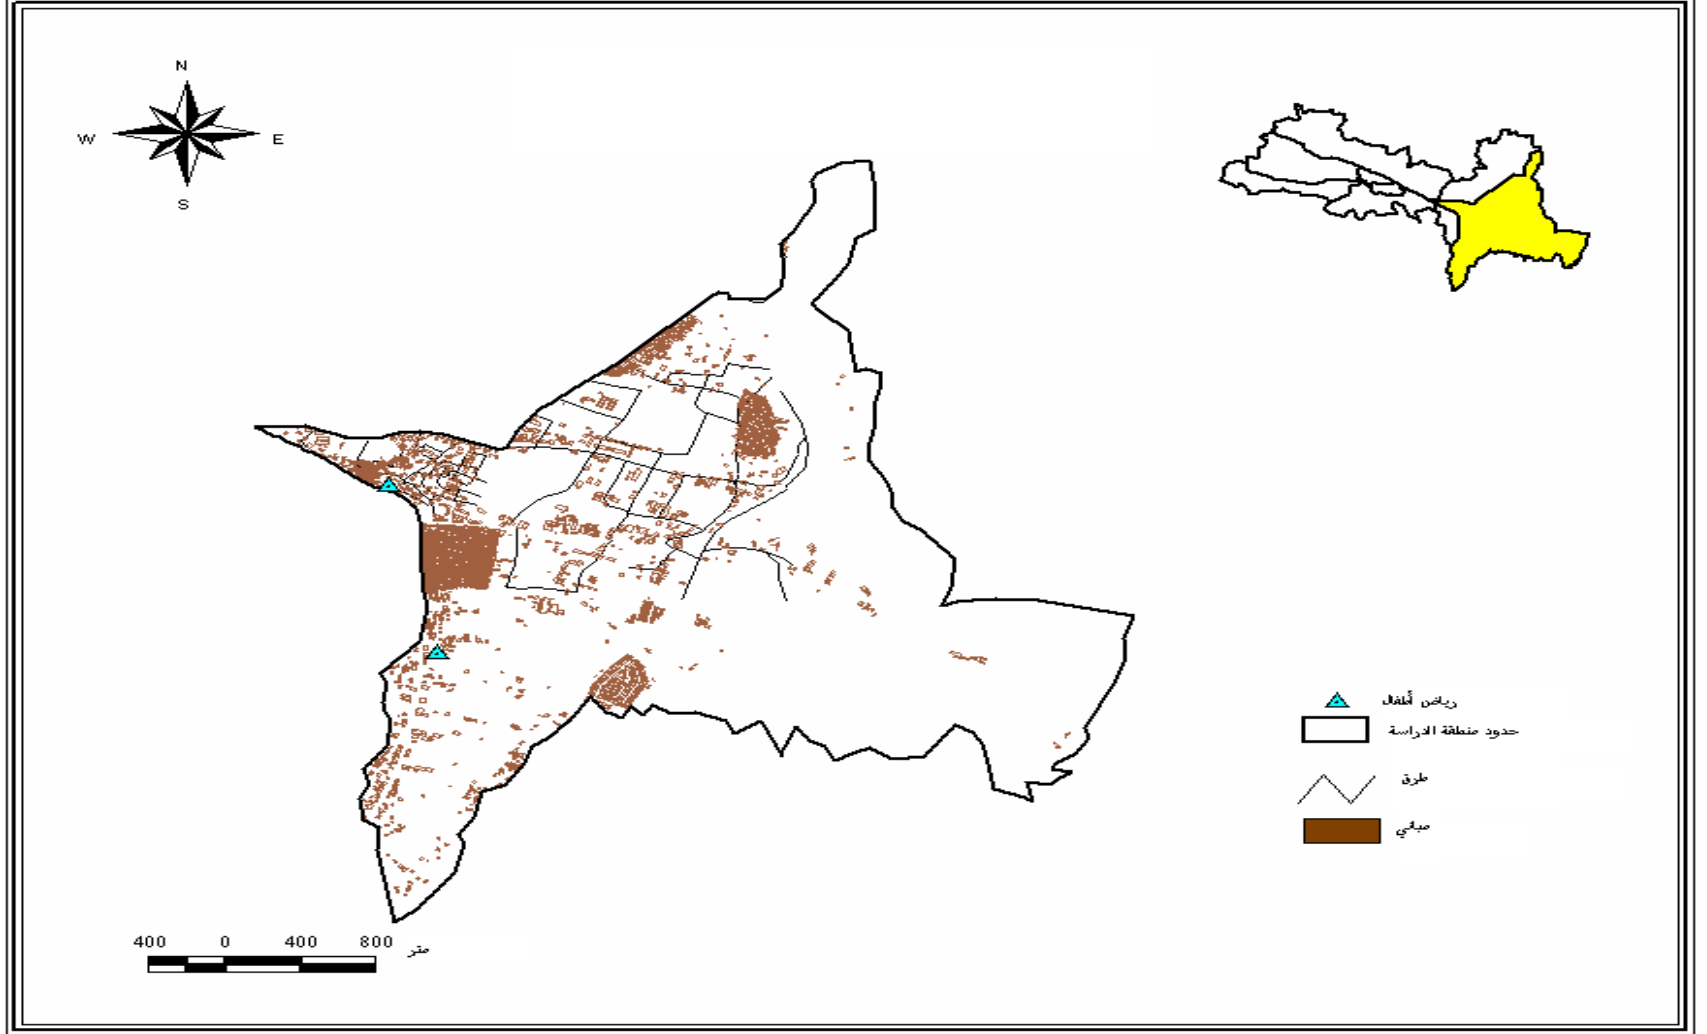 N
W E
S
رياض أطفال
حدود منطقة الدراسة
طرق
مباني
400 0 400 800 متر